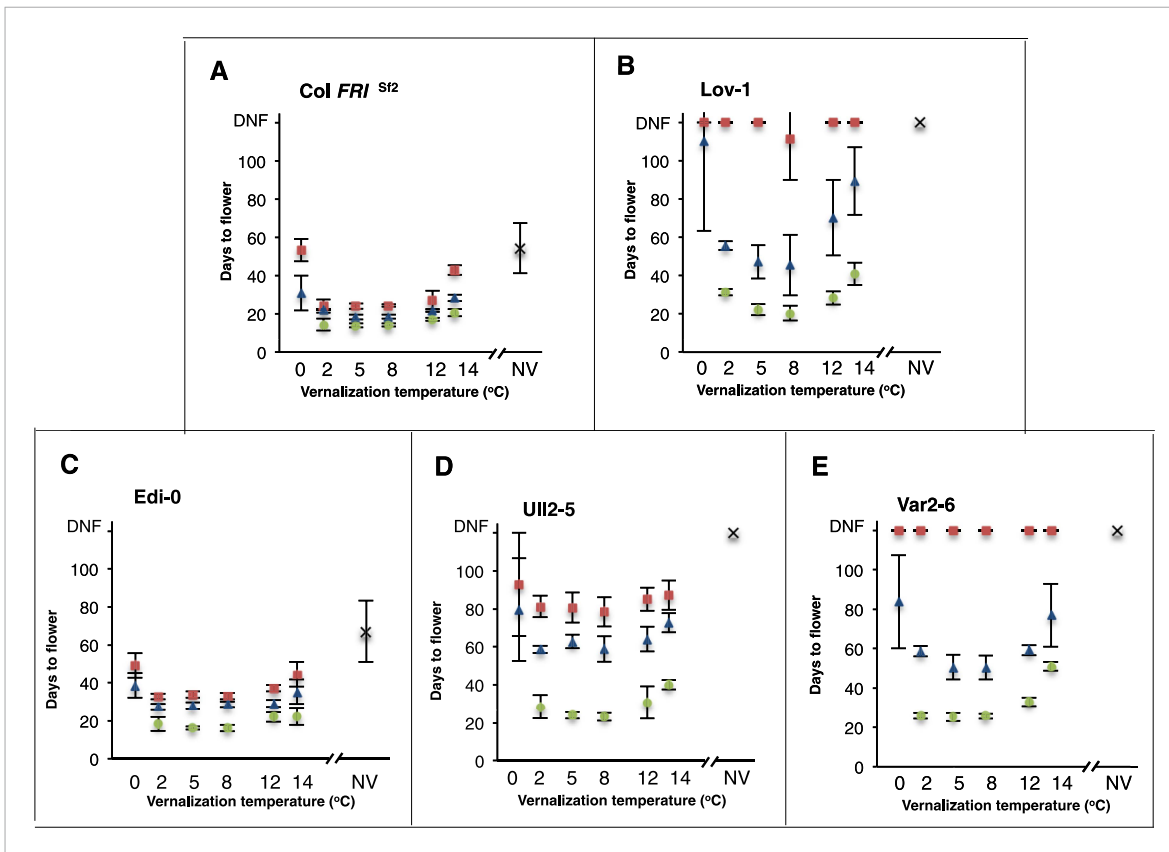 A
Col FRI Sf2
DNF
100
80
60
40
20
0
Days to flower
0 2 5 8 12 14 NV
Vernalization temperature (ºC)
B
Lov-1
DNF
100
80
60
40
20
0
Days to flower
0 2 5 8 12 14 NV
Vernalization temperature (ºC)
C
Edi-0
DNF
100
80
60
40
20
0
Days to flower
0 2 5 8 12 14 NV
Vernalization temperature (ºC)
D
Ull2-5
DNF
100
80
60
40
20
0
Days to flower
0 2 5 8 12 14 NV
Vernalization temperature (ºC)
E
Var2-6
DNF
100
80
60
40
20
0
Days to flower
0 2 5 8 12 14 NV
Vernalization temperature (ºC)